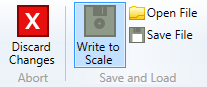 Open File
Save File
Discard
Changes
Write to
Scale
Abort
Save and Load